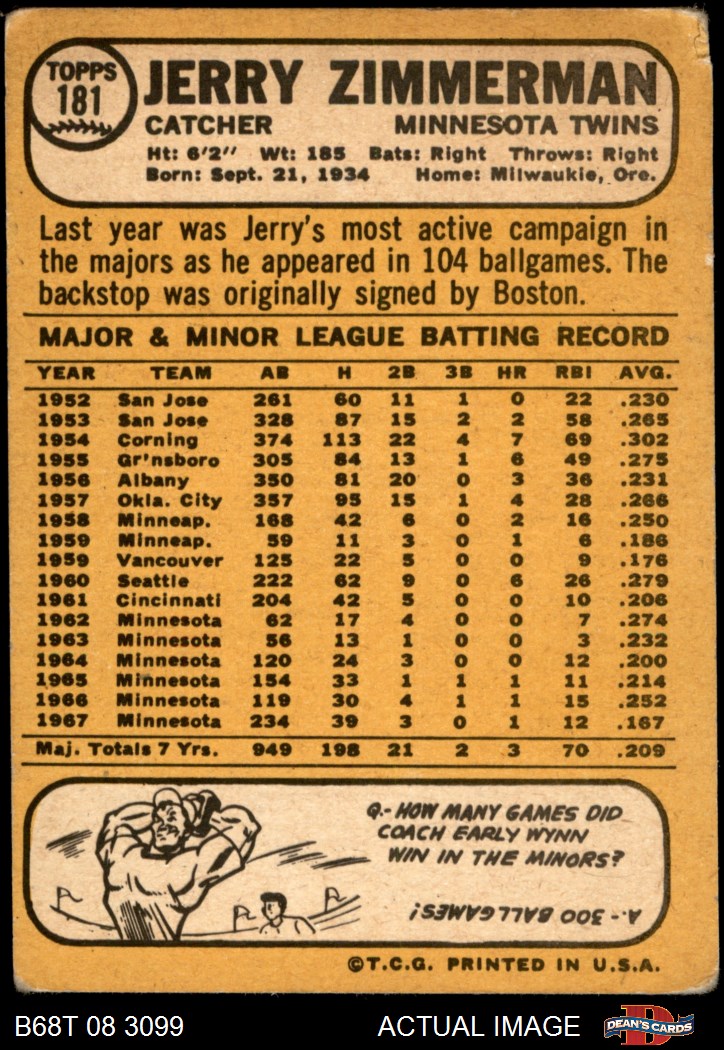 TOPPS
181
JERRY ZIMMERMAN
CATCHER MINNESOTA TWINS
Ht: 6'2" Wt: 185 Bats: Right Throws: Right
Born: Sept. 21, 1934 Home: Milwaukie, Ore.
Last year was Jerry's most active campaign in
the majors as he appeared in 104 ballgames. The
backstop was originally signed by Boston.
MAJOR & MINOR LEAGUE BATTING RECORD
YEAR TEAM AB H 2B 3B HR RBI AVG.
1952 San Jose 261 60 11 1 0 22 .230
1953 San Jose 328 87 15 2 2 58 .265
1954 Corning 374 113 22 4 7 69 .302
1955 Gr'nsboro 305 84 13 1 6 49 .275
1956 Albany 350 81 20 0 3 36 .231
1957 Okla. City 357 95 15 1 4 28 .266
1958 Minneap. 168 42 6 0 2 16 .250
1959 Minneap. 59 11 3 0 1 6 .186
1959 Vancouver 125 22 5 0 0 9 .176
1960 Seattle 222 62 9 0 6 26 .279
1961 Cincinnati 204 42 5 0 0 10 .206
1962 Minnesota 62 17 4 0 0 7 .274
1963 Minnesota 56 13 1 0 0 3 .232
1964 Minnesota 120 24 3 0 0 12 .200
1965 Minnesota 154 33 1 1 1 11 .214
1966 Minnesota 119 30 4 1 1 15 .252
1967 Minnesota 234 39 3 0 1 12 .167
Maj. Totals 7 Yrs. 949 198 21 2 3 70 .209
Q.- HOW MANY GAMES DID
COACH EARLY WYNN
WIN IN THE MINORS?
A.- 300 BALLGAMES!
©T.C.G. PRINTED IN U.S.A.
B68T 08 3099 ACTUAL IMAGE D DEAN'S CARDS